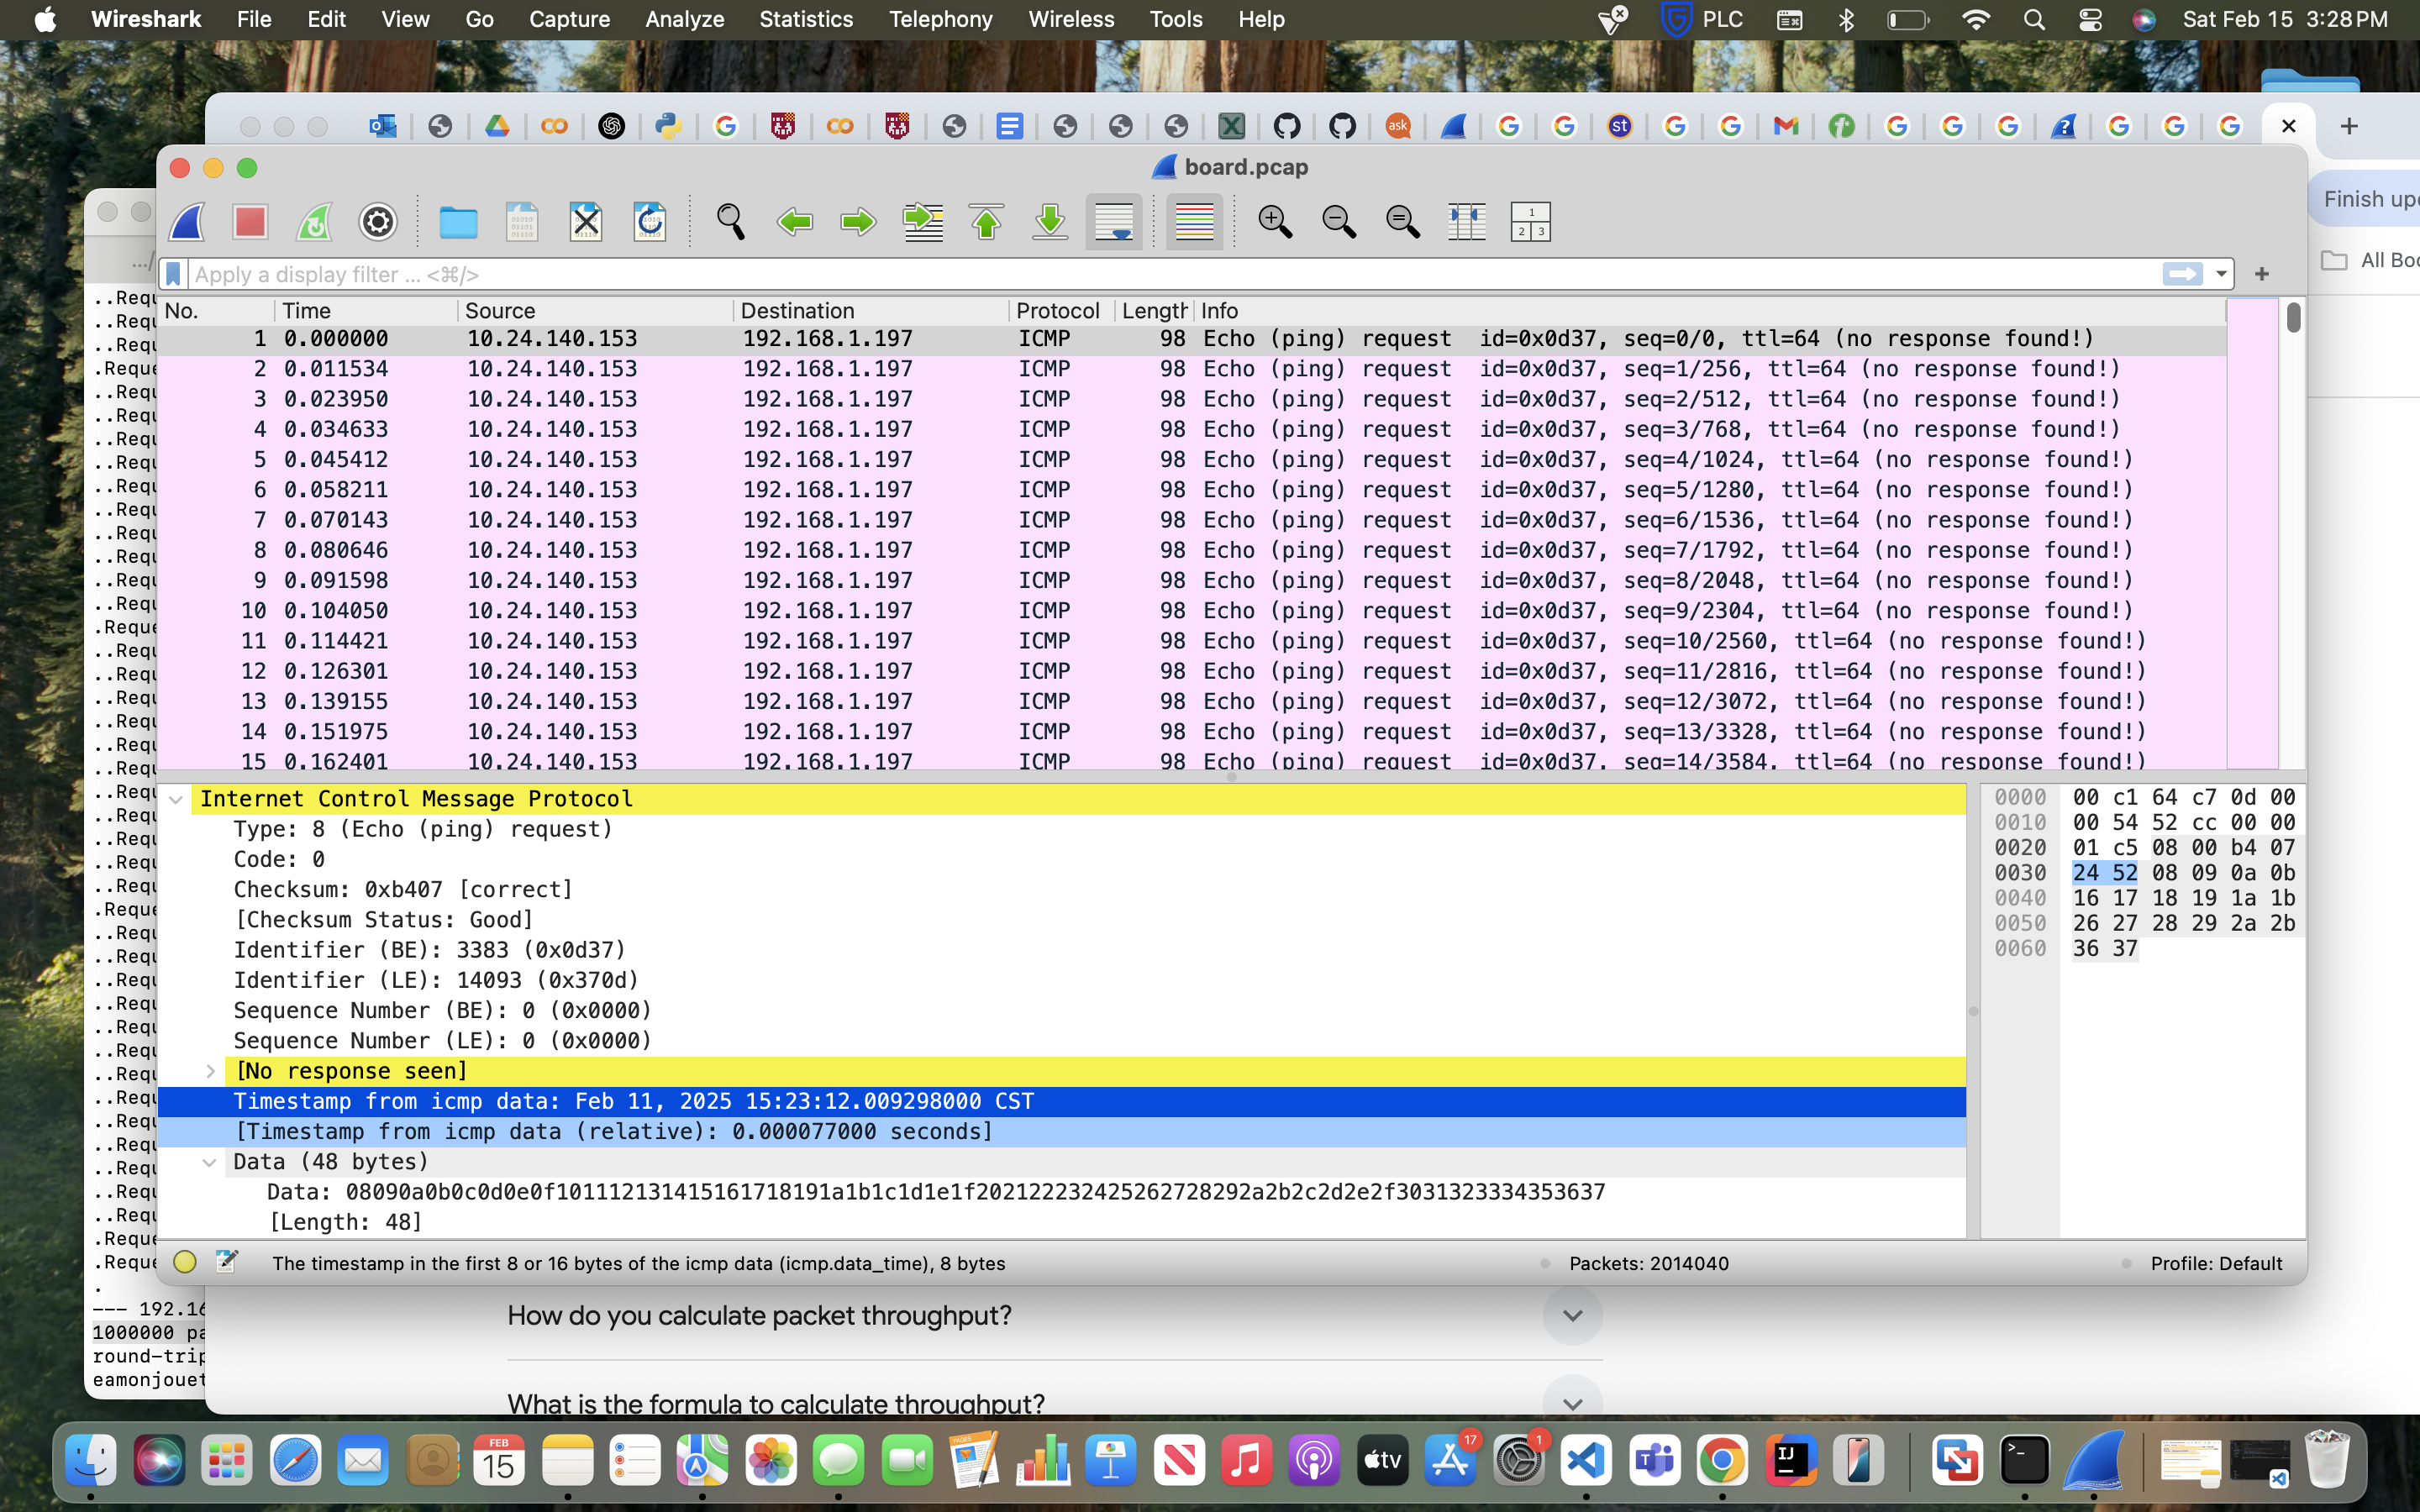 Wireshark File Edit View Go Capture Analyze Statistics Telephony Wireless Tools Help PLC Sat Feb 15 3:28 PM
board.pcap
Finish
All
Apply a display filter … <⌘/>
No. Time Source Destination Protocol Length Info
1 0.000000 10.24.140.153 192.168.1.197 ICMP 98 Echo (ping) request id=0x0d37, seq=0/0, ttl=64 (no response found!)
2 0.011534 10.24.140.153 192.168.1.197 ICMP 98 Echo (ping) request id=0x0d37, seq=1/256, ttl=64 (no response found!)
3 0.023950 10.24.140.153 192.168.1.197 ICMP 98 Echo (ping) request id=0x0d37, seq=2/512, ttl=64 (no response found!)
4 0.034633 10.24.140.153 192.168.1.197 ICMP 98 Echo (ping) request id=0x0d37, seq=3/768, ttl=64 (no response found!)
5 0.045412 10.24.140.153 192.168.1.197 ICMP 98 Echo (ping) request id=0x0d37, seq=4/1024, ttl=64 (no response found!)
6 0.058211 10.24.140.153 192.168.1.197 ICMP 98 Echo (ping) request id=0x0d37, seq=5/1280, ttl=64 (no response found!)
7 0.070143 10.24.140.153 192.168.1.197 ICMP 98 Echo (ping) request id=0x0d37, seq=6/1536, ttl=64 (no response found!)
8 0.080646 10.24.140.153 192.168.1.197 ICMP 98 Echo (ping) request id=0x0d37, seq=7/1792, ttl=64 (no response found!)
9 0.091598 10.24.140.153 192.168.1.197 ICMP 98 Echo (ping) request id=0x0d37, seq=8/2048, ttl=64 (no response found!)
10 0.104050 10.24.140.153 192.168.1.197 ICMP 98 Echo (ping) request id=0x0d37, seq=9/2304, ttl=64 (no response found!)
11 0.114421 10.24.140.153 192.168.1.197 ICMP 98 Echo (ping) request id=0x0d37, seq=10/2560, ttl=64 (no response found!)
12 0.126301 10.24.140.153 192.168.1.197 ICMP 98 Echo (ping) request id=0x0d37, seq=11/2816, ttl=64 (no response found!)
13 0.139155 10.24.140.153 192.168.1.197 ICMP 98 Echo (ping) request id=0x0d37, seq=12/3072, ttl=64 (no response found!)
14 0.151975 10.24.140.153 192.168.1.197 ICMP 98 Echo (ping) request id=0x0d37, seq=13/3328, ttl=64 (no response found!)
15 0.162401 10.24.140.153 192.168.1.197 ICMP 98 Echo (ping) request id=0x0d37, seq=14/3584, ttl=64 (no response found!)
Internet Control Message Protocol
Type: 8 (Echo (ping) request)
Code: 0
Checksum: 0xb407 [correct]
[Checksum Status: Good]
Identifier (BE): 3383 (0x0d37)
Identifier (LE): 14093 (0x370d)
Sequence Number (BE): 0 (0x0000)
Sequence Number (LE): 0 (0x0000)
[No response seen]
Timestamp from icmp data: Feb 11, 2025 15:23:12.009298000 CST
[Timestamp from icmp data (relative): 0.000077000 seconds]
Data (48 bytes)
Data: 08090a0b0c0d0e0f101112131415161718191a1b1c1d1e1f202122232425262728292a2b2c2d2e2f3031323334353637
[Length: 48]
0000 00 c1 64 c7 0d 00
0010 00 54 52 cc 00 00
0020 01 c5 08 00 b4 07
0030 24 52 08 09 0a 0b
0040 16 17 18 19 1a 1b
0050 26 27 28 29 2a 2b
0060 36 37
The timestamp in the first 8 or 16 bytes of the icmp data (icmp.data_time), 8 bytes Packets: 2014040 Profile: Default
--- 192.16
1000000 pa
round-trip
eamonjouet
How do you calculate packet throughput?
What is the formula to calculate throughput?
FEB
15
tv
17
1
IJ